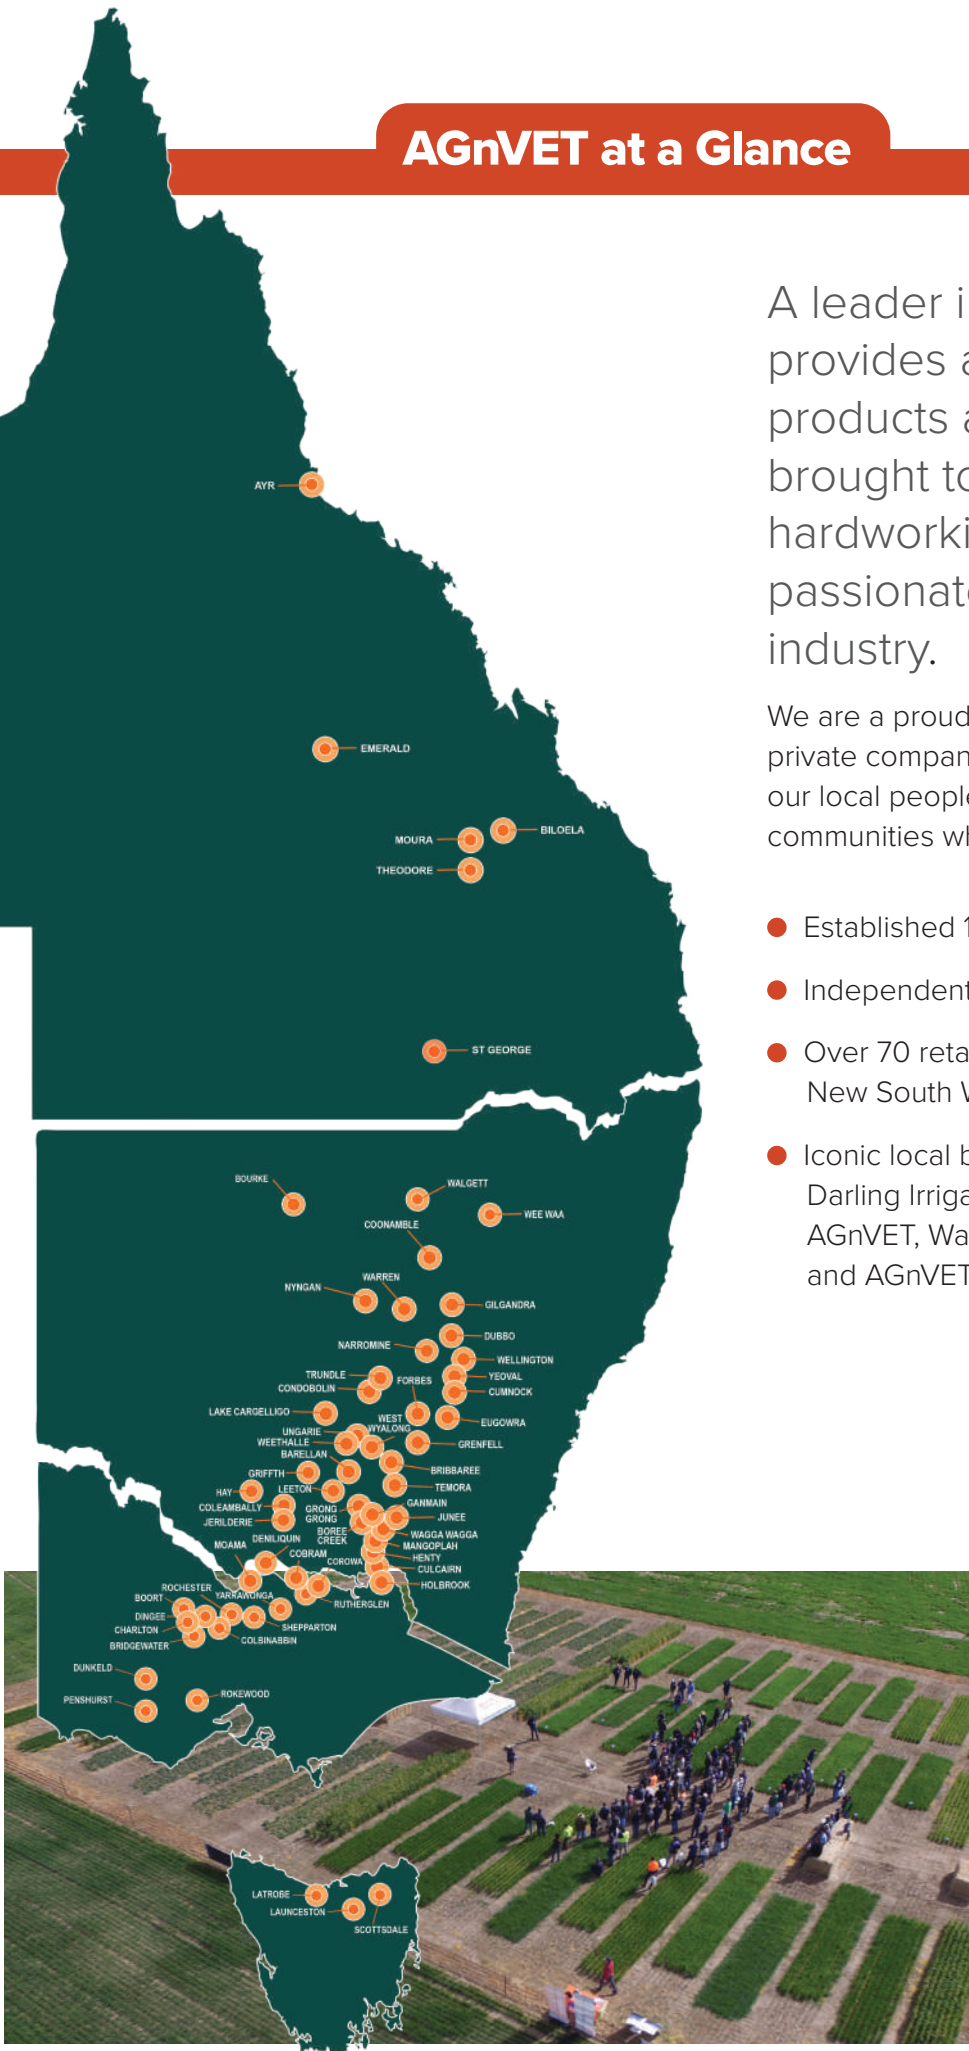 AGnVET at a Glance
A leader i
provides a
products a
brought to
hardworki
passionate
industry.
We are a proud
private compan
our local people
communities wh
Established 1
Independent
Over 70 reta
New South W
Iconic local b
Darling Irriga
AGnVET, Wa
and AGnVET
AYR
EMERALD
BILOELA
MOURA
THEODORE
ST GEORGE
BOURKE
WALGETT
WEE WAA
COONAMBLE
WARREN
NYNGAN
GILGANDRA
DUBBO
NARROMINE
WELLINGTON
TRUNDLE
YEOVAL
FORBES
CONDOBOLIN
CUMNOCK
LAKE CARGELLIGO
WEST
WYALONG
EUGOWRA
UNGARIE
WEETHALLE
GRENFELL
BARELLAN
BRIBBAREE
GRIFFTH
TEMORA
LEETON
HAY
GANMAIN
COLEAMBALLY
GRONG
GRONG
JUNEE
JERILDERIE
BOREE
CREEK
WAGGA WAGGA
DENILIQUIN
MANGOPLAH
MOAMA
COBRAM
HENTY
COROWA
CULCAIRN
HOLBROOK
ROCHESTER
YARRAWONGA
BOORT
RUTHERGLEN
DINGEE
SHEPPARTON
CHARLTON
COLBINABBIN
BRIDGEWATER
DUNKELD
PENSHURST
ROKEWOOD
LATROBE
LAUNCESTON
SCOTTSDALE